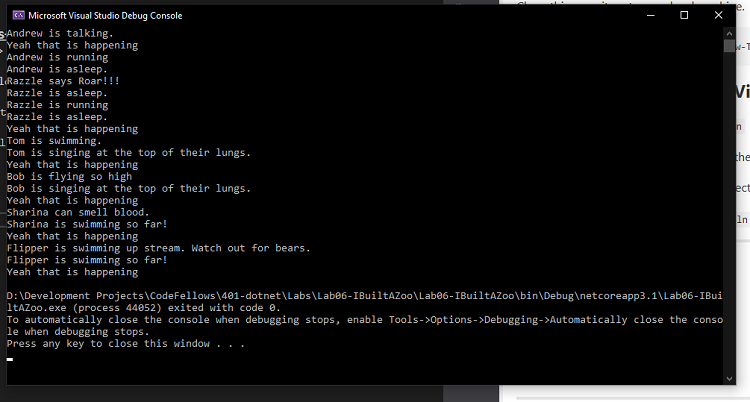 Microsoft Visual Studio Debug Console
Andrew is talking.
Yeah that is happening
Andrew is running
Andrew is asleep.
Razzle says Roar!!!
Razzle is asleep.
Razzle is running
Razzle is asleep.
Yeah that is happening
Tom is swimming.
Tom is singing at the top of their lungs.
Yeah that is happening
Bob is flying so high
Bob is singing at the top of their lungs.
Yeah that is happening
Sharina can smell blood.
Sharina is swimming so far!
Yeah that is happening
Flipper is swimming up stream. Watch out for bears.
Flipper is swimming so far!
Yeah that is happening
D:\Development Projects\CodeFellows\401-dotnet\Labs\Lab06-IBuiltAZoo\Lab06-IBuiltAZoo\bin\Debug\netcoreapp3.1\Lab06-IBui
ltAZoo.exe (process 44052) exited with code 0.
To automatically close the console when debugging stops, enable Tools->Options->Debugging->Automatically close the conso
le when debugging stops.
Press any key to close this window . . .